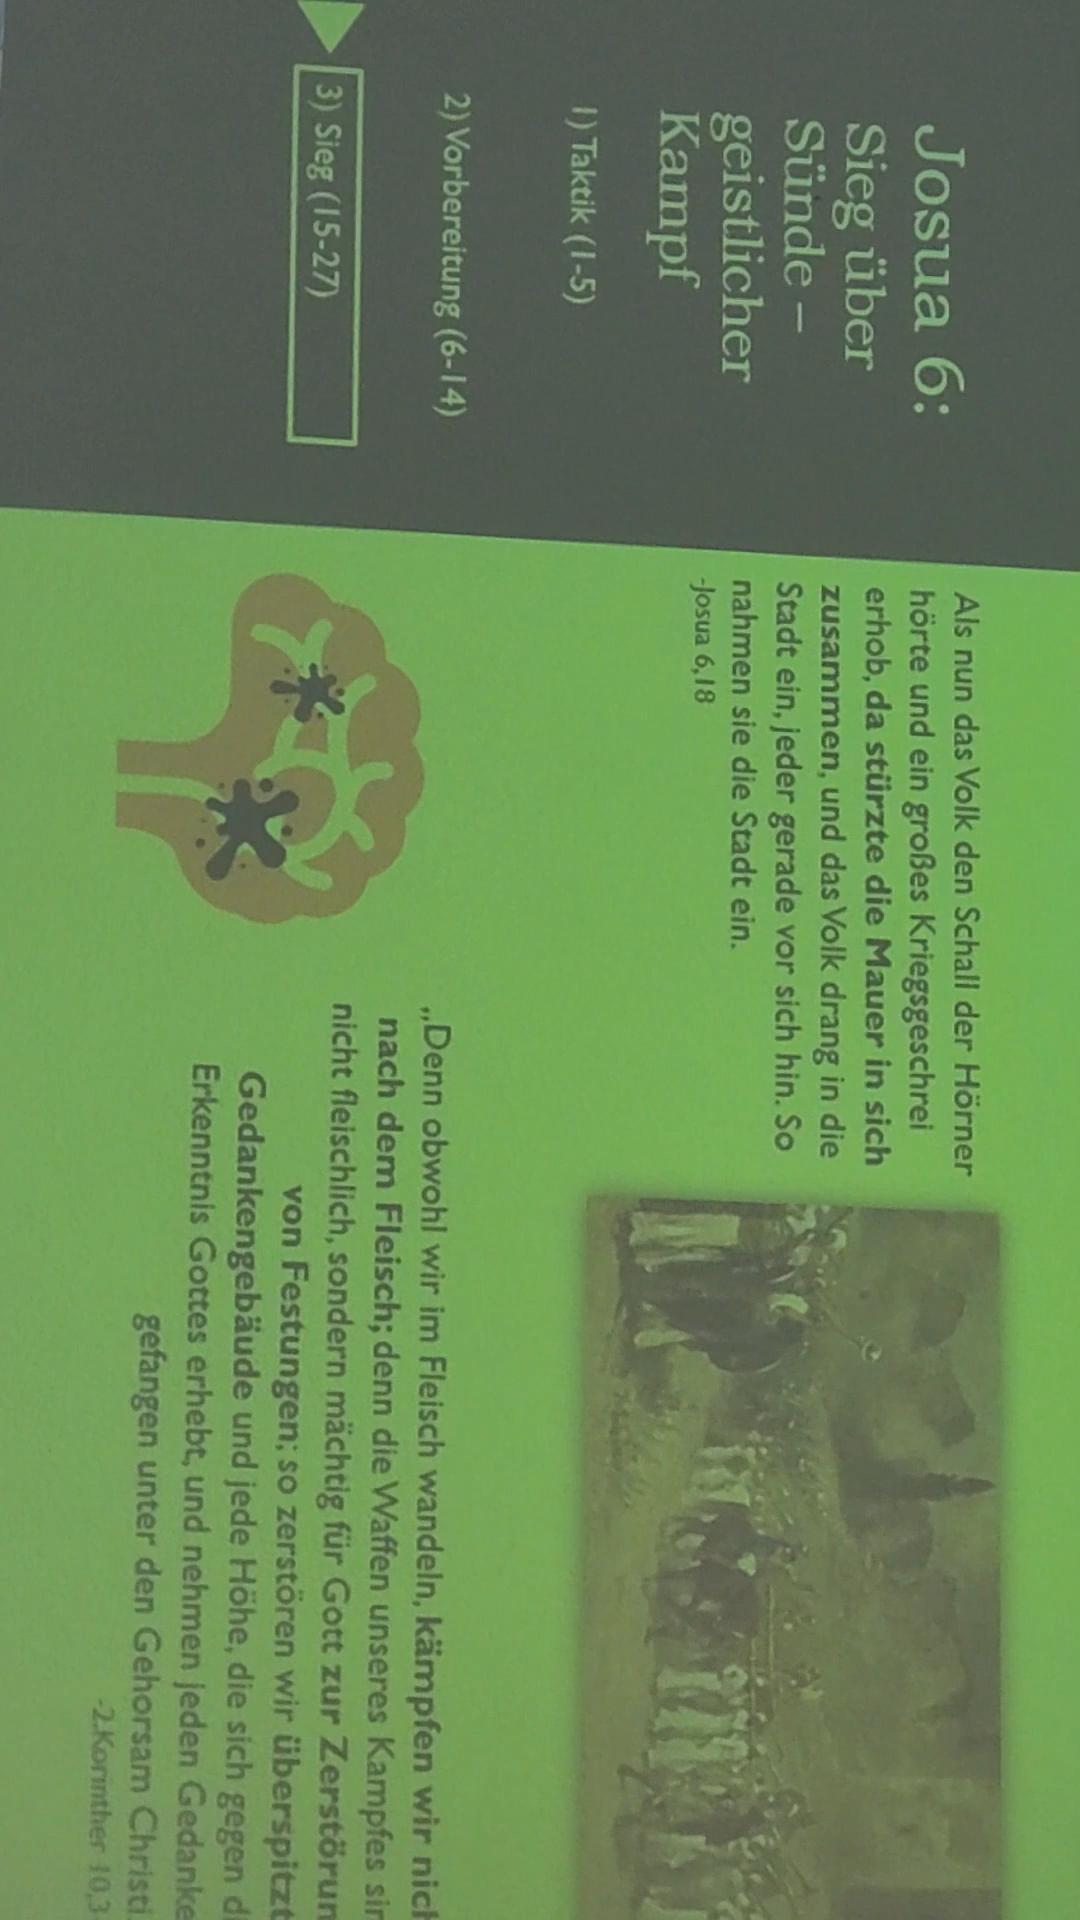 Josua 6:
Sieg über
Sünde –
geistlicher
Kampf
1) Taktik (1-5)
2) Vorbereitung (6-14)
3) Sieg (15-27)
Als nun das Volk den Schall der Hörner
hörte und ein großes Kriegsgeschrei
erhob, da stürzte die Mauer in sich
zusammen, und das Volk drang in die
Stadt ein, jeder gerade vor sich hin. So
nahmen sie die Stadt ein.
-Josua 6,18
„Denn obwohl wir im Fleisch wandeln, kämpfen wir nich
nach dem Fleisch; denn die Waffen unseres Kampfes sin
nicht fleischlich, sondern mächtig für Gott zur Zerstörun
von Festungen; so zerstören wir überspitzt
Gedankengebäude und jede Höhe, die sich gegen di
Erkenntnis Gottes erhebt, und nehmen jeden Gedanke
gefangen unter den Gehorsam Christi.
-2.Korinther 10,3